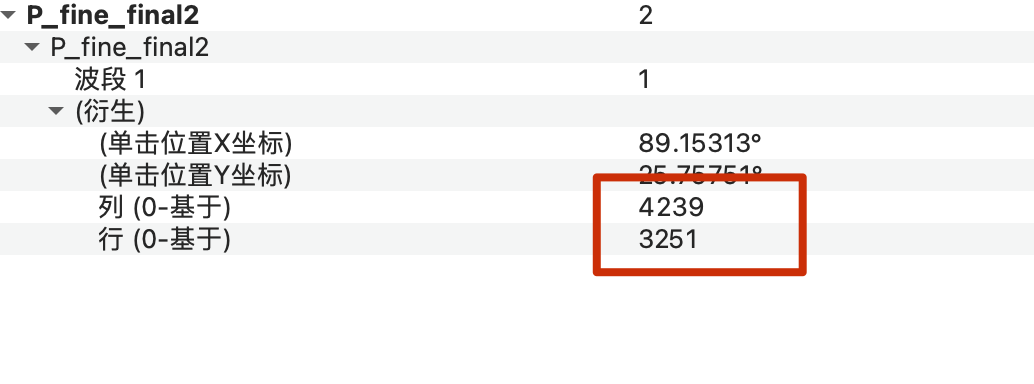 P_fine_final2 2
P_fine_final2
波段 1 1
(衍生)
(单击位置X坐标) 89.15313°
(单击位置Y坐标) 25.75751°
列 (0-基于) 4239
行 (0-基于) 3251